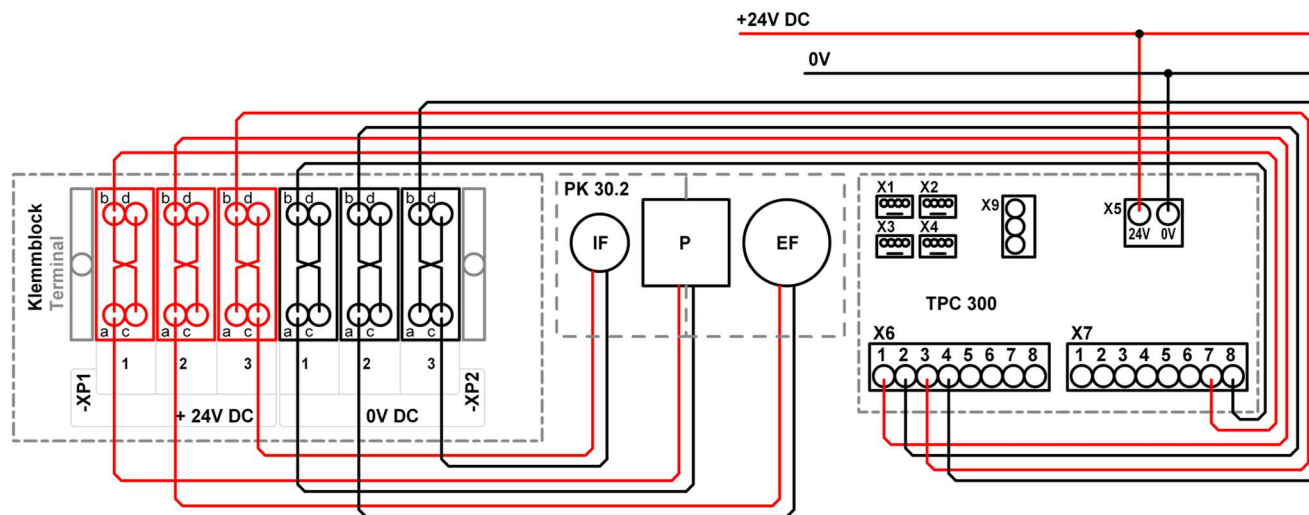 +24V DC
0V
b d b d b d b d b d b d
PK 30.2
IF
P
EF
X1 X2
X3 X4
X9
X5
24V 0V
TPC 300
Klemmblock
Terminal
a c a c a c a c a c a c
1 2 3 1 2 3
-XP1
+ 24V DC
0V DC
-XP2
X6
1 2 3 4 5 6 7 8
X7
1 2 3 4 5 6 7 8